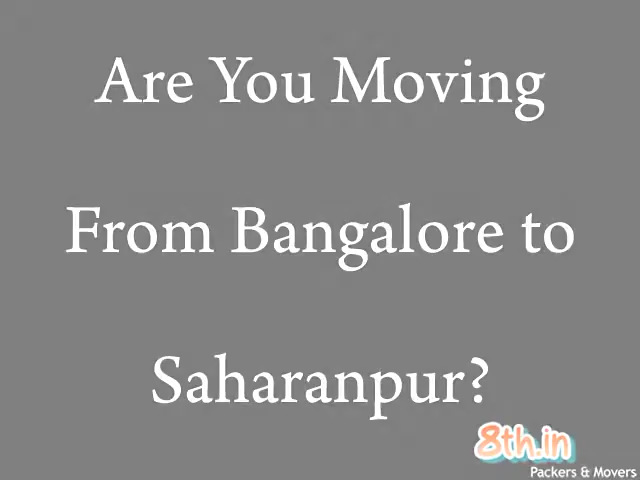 Are You Moving
From Bangalore to
Saharanpur?
8th.in
Packers & Movers